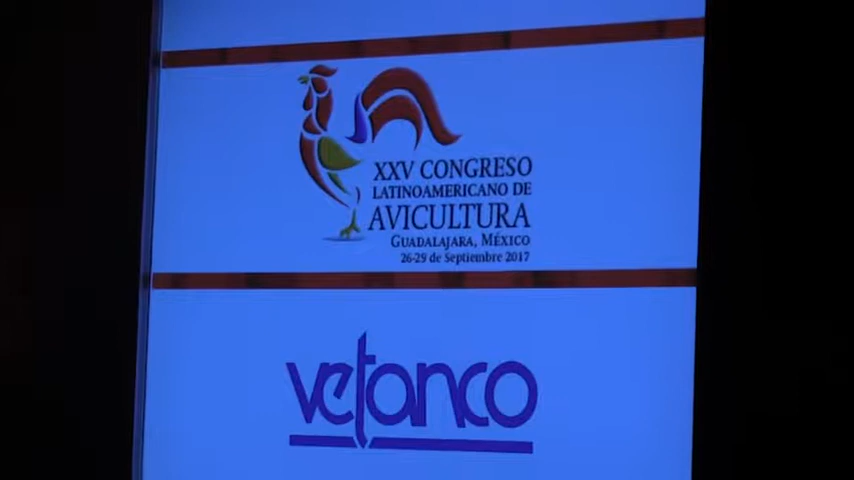 XXV CONGRESO
LATINOAMERICANO DE
AVICULTURA
GUADALAJARA, MÉXICO
26-29 de Septiembre 2017
vetanco